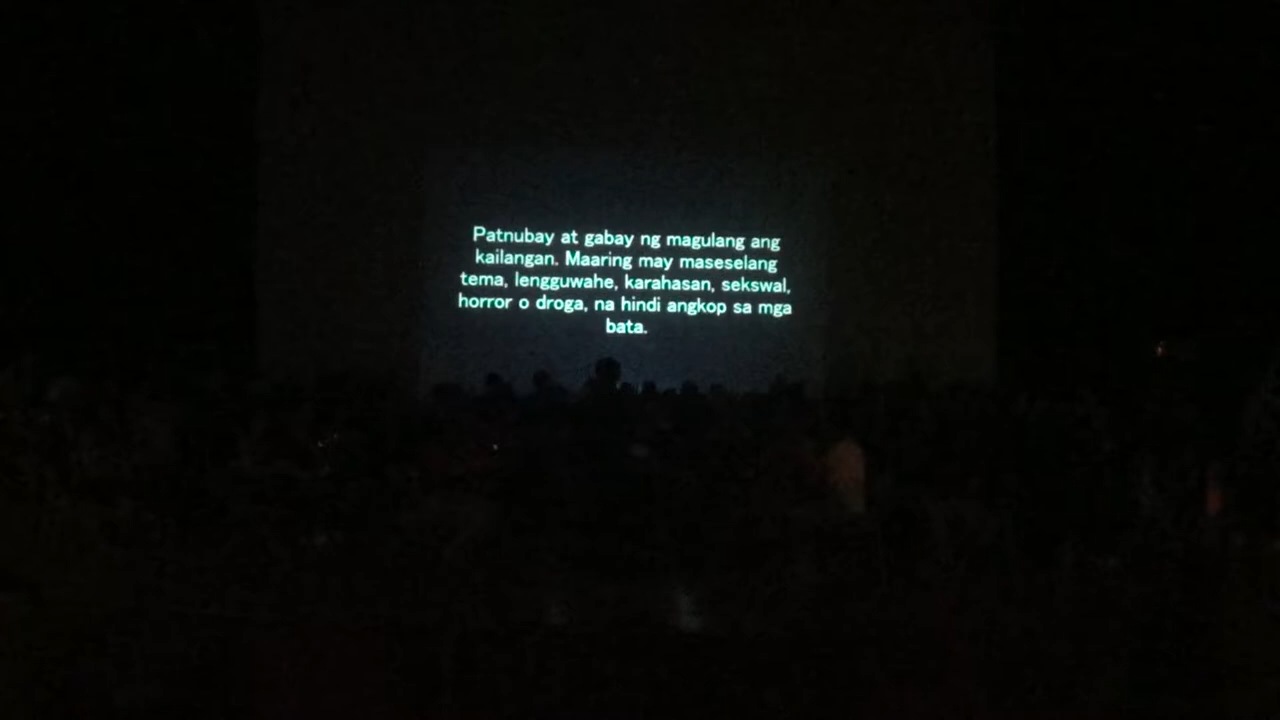 Patnubay at gabay ng magulang ang
kailangan. Maaring may maseselang
tema, lengguwahe, karahasan, sekswal,
horror o droga, na hindi angkop sa mga
bata.